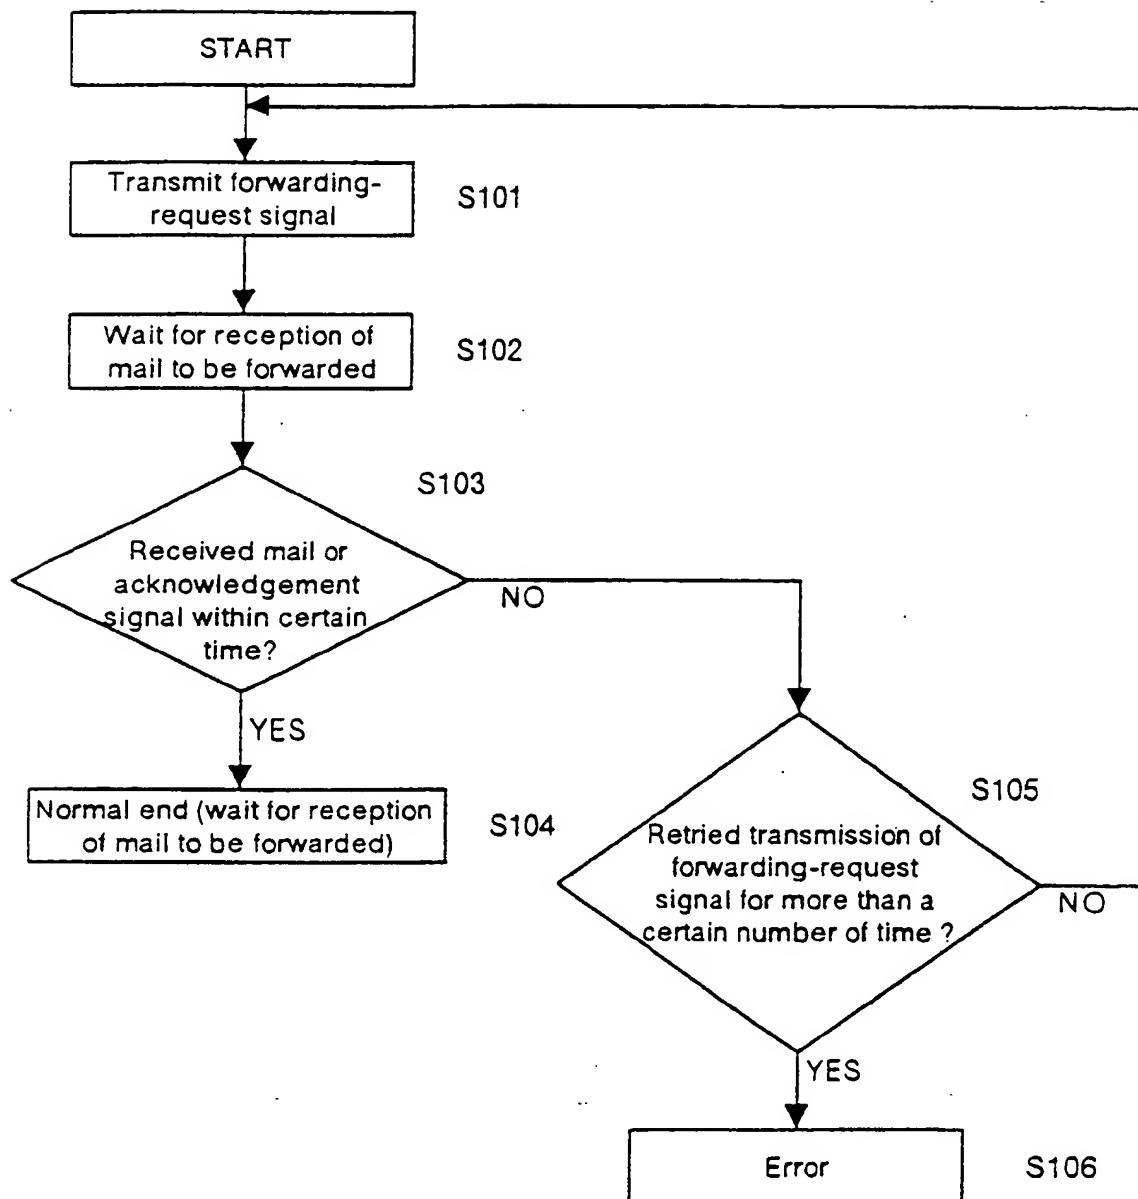 START
Transmit forwarding-
request signal
S101
Wait for reception of
mail to be forwarded
S102
S103
Received mail or
acknowledgement
signal within certain
time?
NO
YES
Normal end (wait for reception
of mail to be forwarded)
S104
S105
Retried transmission of
forwarding-request
signal for more than a
certain number of time ?
NO
YES
Error
S106